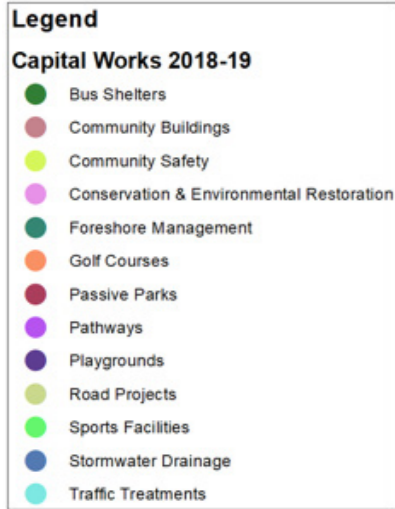 Legend
Capital Works 2018-19
Bus Shelters
Community Buildings
Community Safety
Conservation & Environmental Restoration
Foreshore Management
Golf Courses
Passive Parks
Pathways
Playgrounds
Road Projects
Sports Facilities
Stormwater Drainage
Traffic Treatments